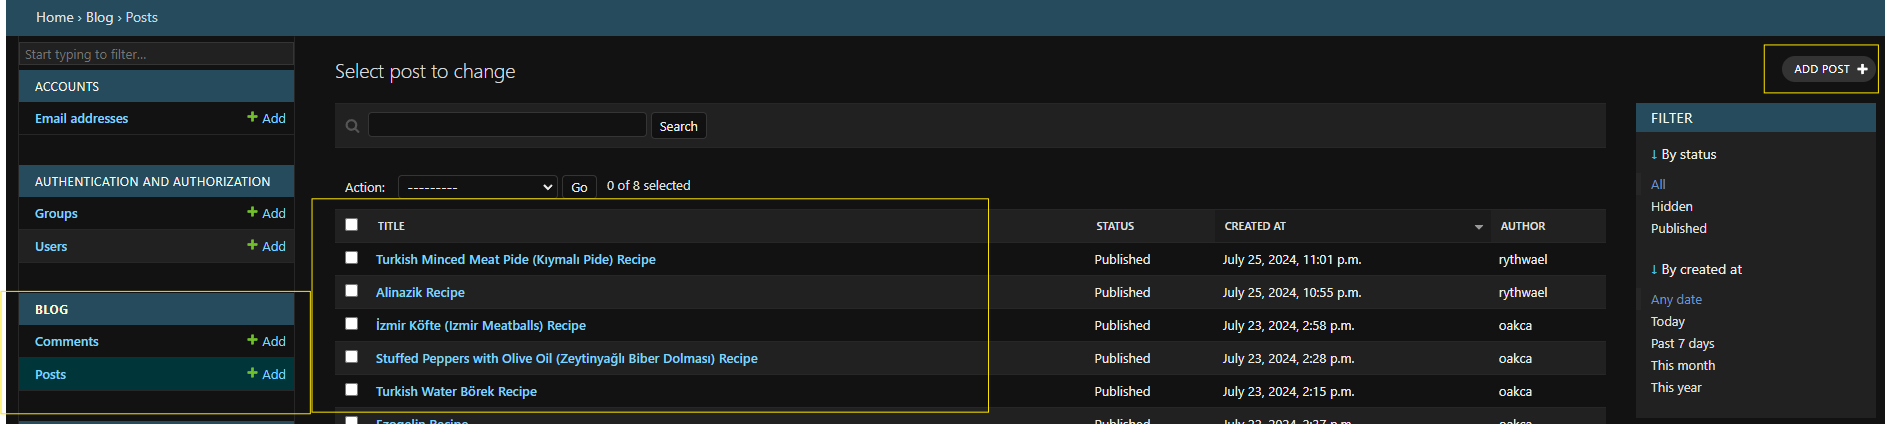 Home › Blog › Posts
Start typing to filter...
ACCOUNTS
Email addresses + Add
AUTHENTICATION AND AUTHORIZATION
Groups + Add
Users + Add
BLOG
Comments + Add
Posts + Add
Select post to change
ADD POST +
Search
Action: --------- Go 0 of 8 selected
TITLE STATUS CREATED AT AUTHOR
Turkish Minced Meat Pide (Kıymalı Pide) Recipe Published July 25, 2024, 11:01 p.m. rythwael
Alinazik Recipe Published July 25, 2024, 10:55 p.m. rythwael
İzmir Köfte (Izmir Meatballs) Recipe Published July 23, 2024, 2:58 p.m. oakca
Stuffed Peppers with Olive Oil (Zeytinyağlı Biber Dolması) Recipe Published July 23, 2024, 2:28 p.m. oakca
Turkish Water Börek Recipe Published July 23, 2024, 2:15 p.m. oakca
Ezogelin Recipe Published oakca
FILTER
↓ By status
All
Hidden
Published
↓ By created at
Any date
Today
Past 7 days
This month
This year